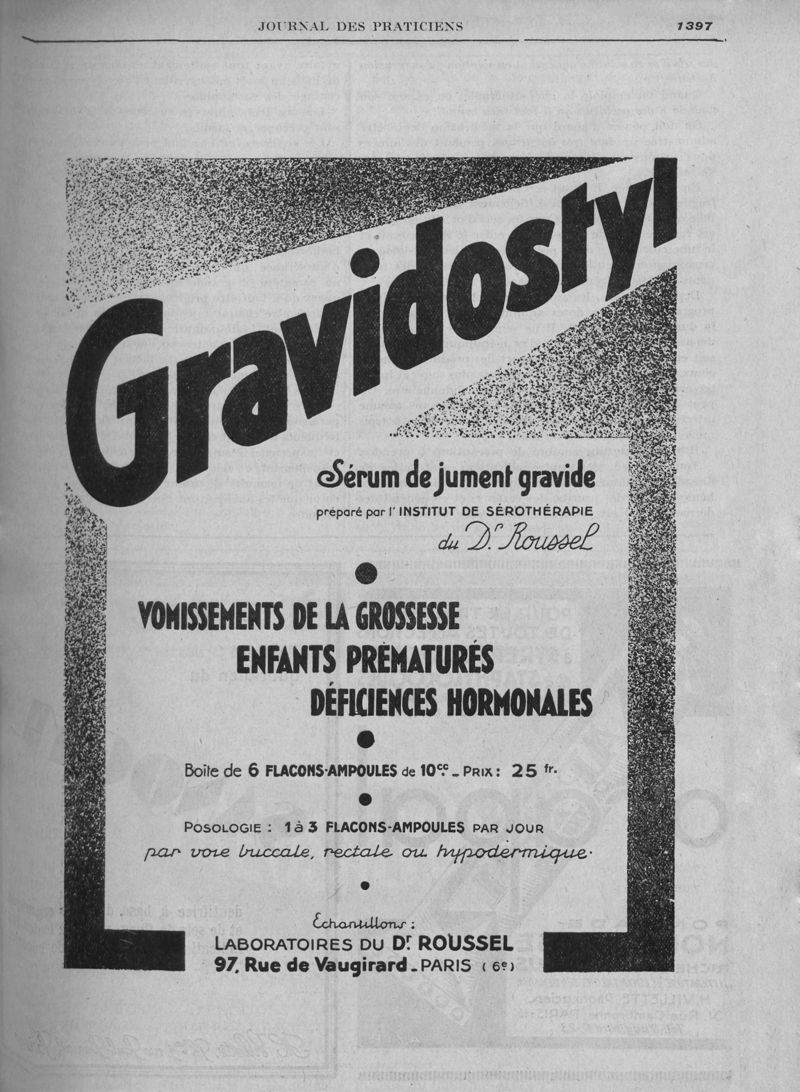 JOURNAL DES PRATICIENS 1397
Gravidostyl
Sérum de jument gravide
préparé par l' INSTITUT DE SÉROTHÉRAPIE
du Dr. Roussel
VOMISSEMENTS DE LA GROSSESSE
ENFANTS PRÉMATURÉS
DÉFICIENCES HORMONALES
Boîte de 6 FLACONS-AMPOULES de 10cc. - PRIX : 25 fr.
POSOLOGIE : 1 à 3 FLACONS-AMPOULES PAR JOUR
par voie buccale, rectale ou hypodermique.
Échantillons :
LABORATOIRES DU Dr ROUSSEL
97, Rue de Vaugirard - PARIS (6e)